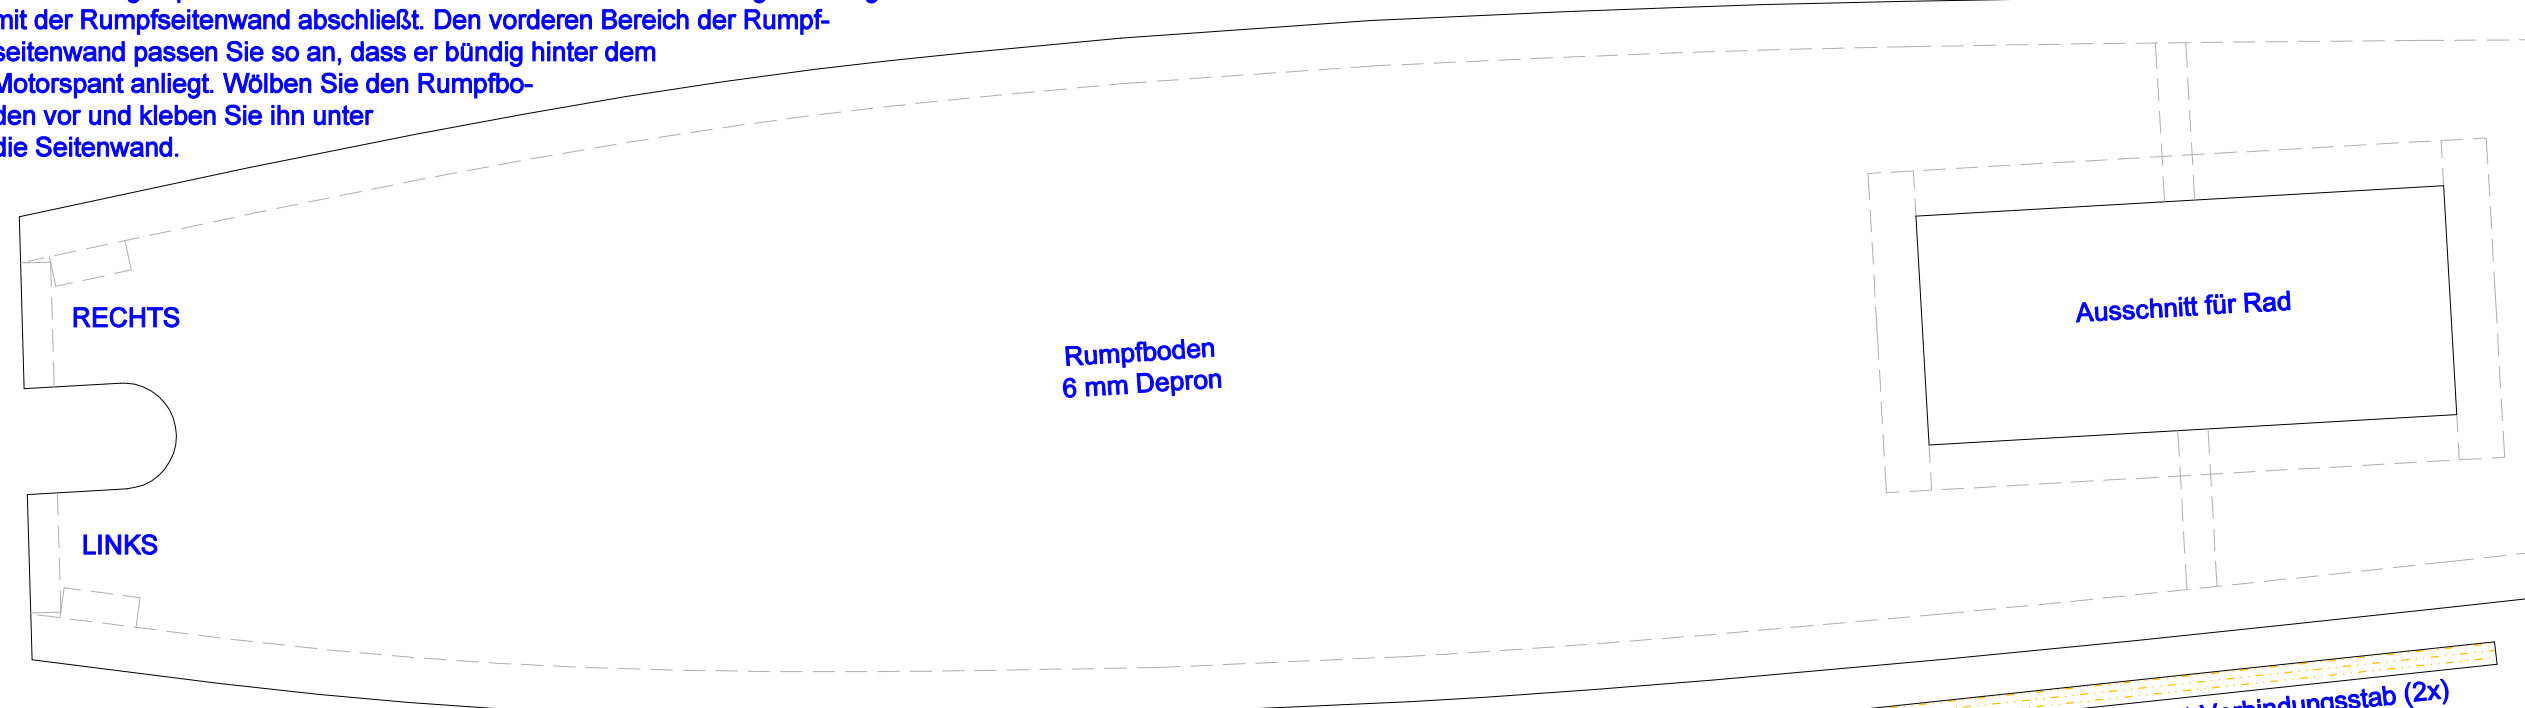 mit der Rumpfseitenwand abschließt. Den vorderen Bereich der Rumpf-
seitenwand passen Sie so an, dass er bündig hinter dem
Motorspant anliegt. Wölben Sie den Rumpfbo-
den vor und kleben Sie ihn unter
die Seitenwand.
RECHTS
LINKS
Rumpfboden
6 mm Depron
Ausschnitt für Rad
Verbindungsstab (2x)